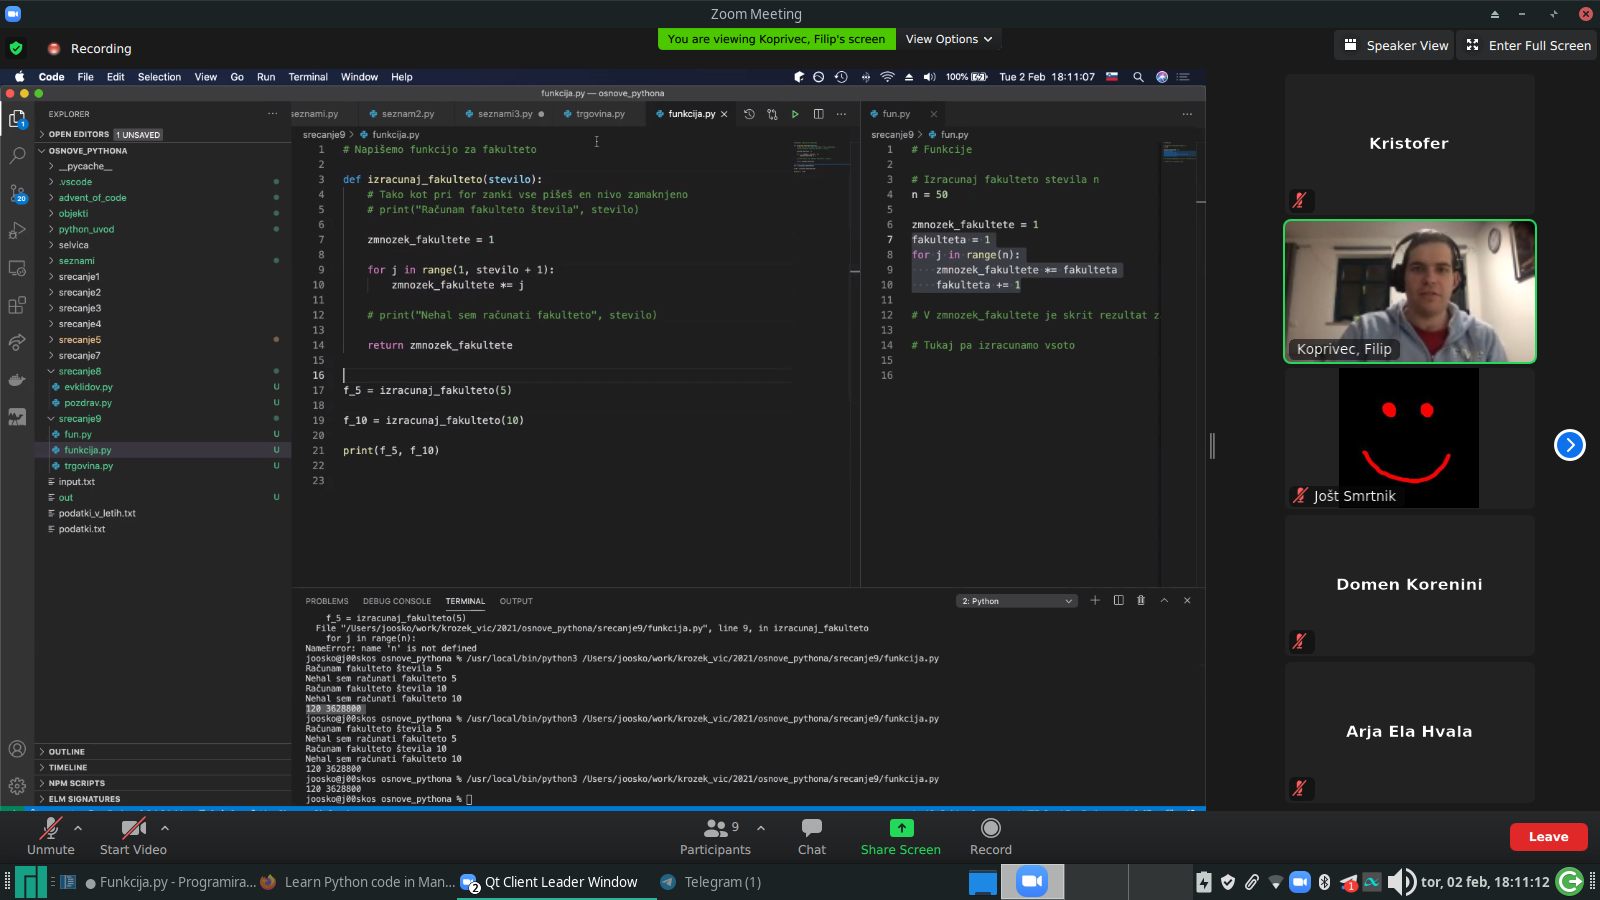 Zoom Meeting
Recording
You are viewing Koprivec, Filip's screen
View Options
Speaker View
Enter Full Screen
Code File Edit Selection View Go Run Terminal Window Help
100%
Tue 2 Feb 18:11:07
funkcija.py — osnove_pythona
EXPLORER
OPEN EDITORS 1 UNSAVED
OSNOVE_PYTHONA
__pycache__
.vscode
advent_of_code
objekti
python_uvod
selvica
seznami
srecanje1
srecanje2
srecanje3
srecanje4
srecanje5
srecanje7
srecanje8
evklidov.py U
pozdrav.py U
srecanje9
fun.py U
funkcija.py U
trgovina.py U
input.txt
out U
podatki_v_letih.txt
podatki.txt
OUTLINE
TIMELINE
NPM SCRIPTS
ELM SIGNATURES
1
20
seznami.py seznam2.py seznami3.py trgovina.py funkcija.py
srecanje9 > funkcija.py
1 # Napišemo funkcijo za fakulteto
2
3 def izracunaj_fakulteto(stevilo):
4 # Tako kot pri for zanki vse pišeš en nivo zamaknjeno
5 # print("Računam fakulteto števila", stevilo)
6
7 zmnozek_fakultete = 1
8
9 for j in range(1, stevilo + 1):
10 zmnozek_fakultete *= j
11
12 # print("Nehal sem računati fakulteto", stevilo)
13
14 return zmnozek_fakultete
15
16
17 f_5 = izracunaj_fakulteto(5)
18
19 f_10 = izracunaj_fakulteto(10)
20
21 print(f_5, f_10)
22
23
fun.py
srecanje9 > fun.py
1 # Funkcije
2
3 # Izracunaj fakulteto stevila n
4 n = 50
5
6 zmnozek_fakultete = 1
7 fakulteta = 1
8 for j in range(n):
9 zmnozek_fakultete *= fakulteta
10 fakulteta += 1
11
12 # V zmnozek_fakultete je skrit rezultat z
13
14 # Tukaj pa izracunamo vsoto
15
16
PROBLEMS DEBUG CONSOLE TERMINAL OUTPUT
2: Python
f_5 = izracunaj_fakulteto(5)
File "/Users/joosko/work/krozek_vic/2021/osnove_pythona/srecanje9/funkcija.py", line 9, in izracunaj_fakulteto
for j in range(n):
NameError: name 'n' is not defined
joosko@j00skos osnove_pythona % /usr/local/bin/python3 /Users/joosko/work/krozek_vic/2021/osnove_pythona/srecanje9/funkcija.py
Računam fakulteto števila 5
Nehal sem računati fakulteto 5
Računam fakulteto števila 10
Nehal sem računati fakulteto 10
120 3628800
joosko@j00skos osnove_pythona % /usr/local/bin/python3 /Users/joosko/work/krozek_vic/2021/osnove_pythona/srecanje9/funkcija.py
Računam fakulteto števila 5
Nehal sem računati fakulteto 5
Računam fakulteto števila 10
Nehal sem računati fakulteto 10
120 3628800
joosko@j00skos osnove_pythona % /usr/local/bin/python3 /Users/joosko/work/krozek_vic/2021/osnove_pythona/srecanje9/funkcija.py
120 3628800
joosko@j00skos osnove_pythona %
Kristofer
Koprivec, Filip
Jošt Smrtnik
Domen Korenini
Arja Ela Hvala
Unmute
Start Video
Participants 9
Chat
Share Screen
Record
Leave
Funkcija.py - Programira...
Learn Python code in Man...
2
Qt Client Leader Window
Telegram (1)
1
tor, 02 feb, 18:11:12